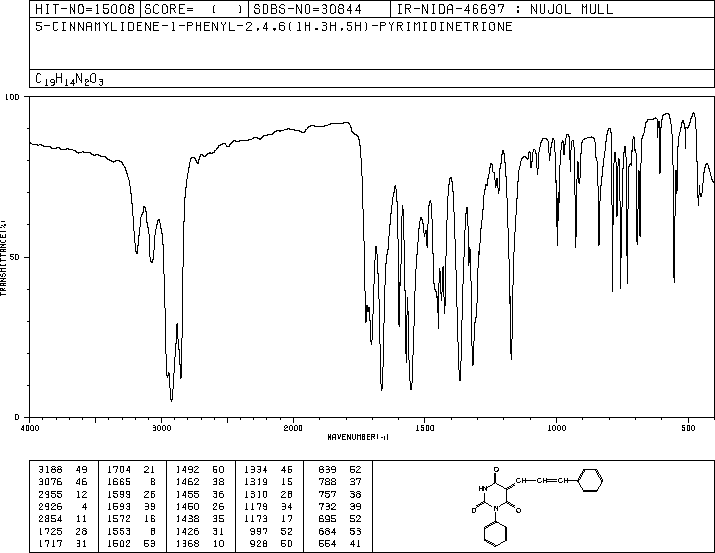 HIT-NO=15008 SCORE= ( ) SDBS-NO=30844 IR-NIDA-46697 : NUJOL MULL
5-CINNAMYLIDENE-1-PHENYL-2,4,6(1H,3H,5H)-PYRIMIDINETRIONE
C19H14N2O3
100
TRANSMITTANCE(%)
50
0
4000 3000 2000 1500 1000 500
WAVENUMBER(-1)
3188 49 1704 21 1492 50 1334 46 839 52
3076 46 1665 8 1462 38 1319 15 788 37
2955 12 1599 26 1455 36 1310 28 757 38
2926 4 1593 39 1450 26 1179 34 732 39
2854 11 1572 16 1438 35 1173 17 695 52
1725 28 1553 8 1426 31 997 52 684 53
1717 31 1502 53 1368 10 928 50 554 41
O
HN CH CH=CH
O N O